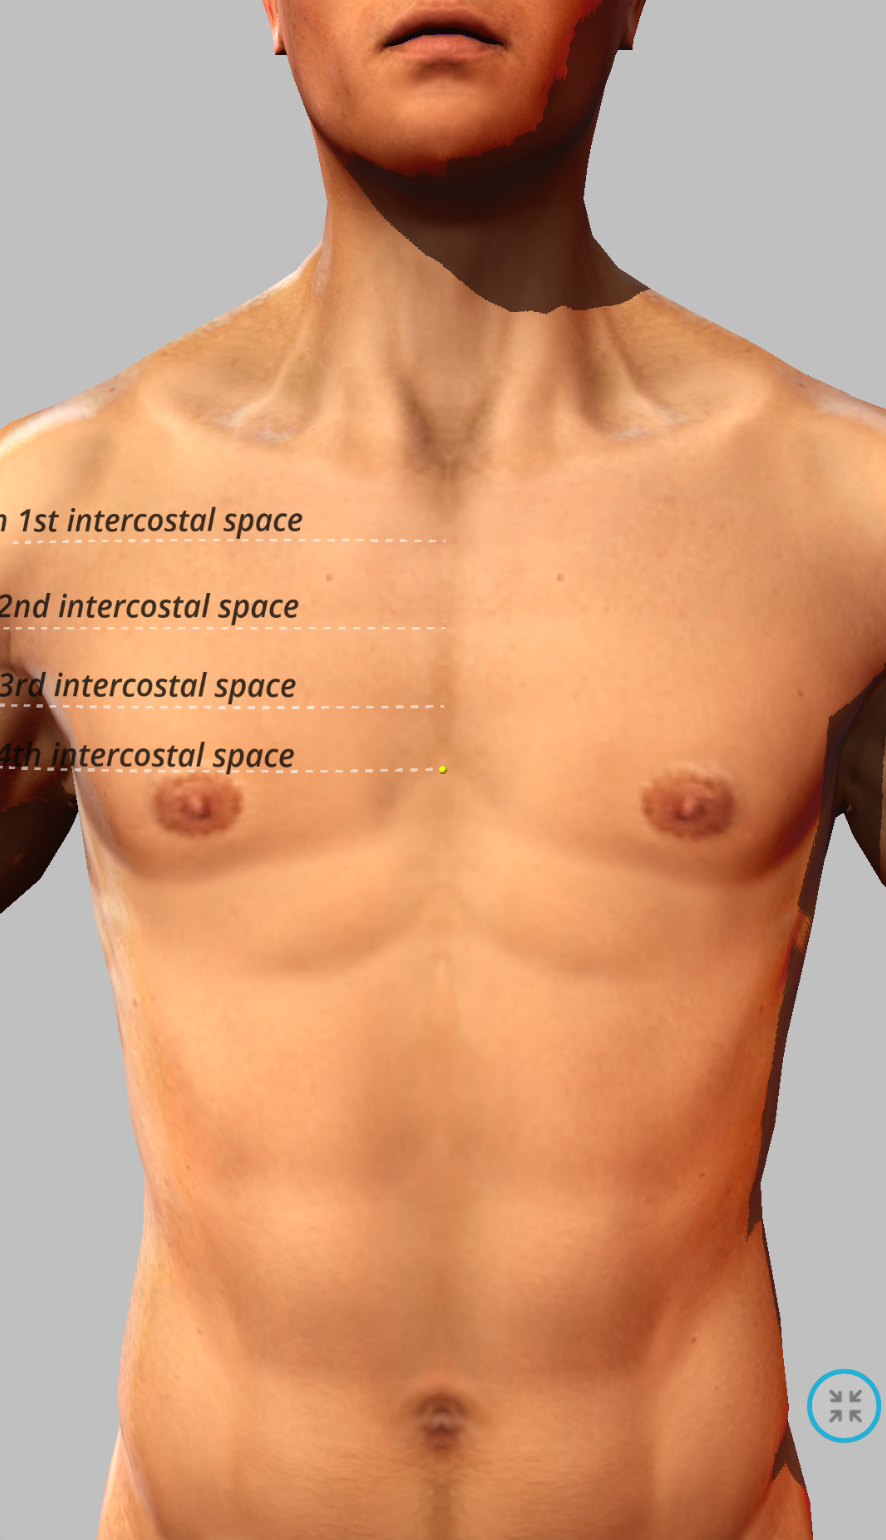 1st intercostal space
2nd intercostal space
3rd intercostal space
4th intercostal space